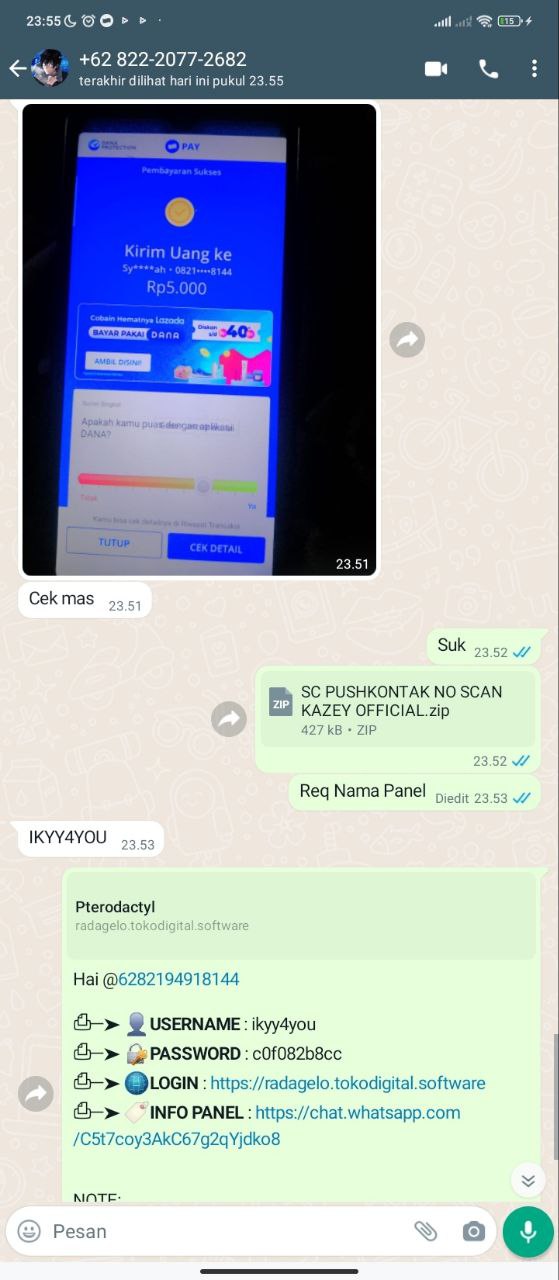 23:55
15
+62 822-2077-2682
terakhir dilihat hari ini pukul 23.55
DANA PROTECTION
PAY
Pembayaran Sukses
Kirim Uang ke
Sy****ah • 0821••••8144
Rp5.000
Cobain Hematnya Lazada
BAYAR PAKAI DANA
Diskon s/d 40%
AMBIL DISINI!
Apakah kamu puas dengan aplikasi
DANA?
Tidak
Ya
Kamu bisa cek detailnya di Riwayat Transaksi
TUTUP
CEK DETAIL
23.51
Cek mas 23.51
Suk 23.52
ZIP
SC PUSHKONTAK NO SCAN
KAZEY OFFICIAL.zip
427 kB • ZIP
23.52
Req Nama Panel Diedit 23.53
IKYY4YOU 23.53
Pterodactyl
radagelo.tokodigital.software
Hai @6282194918144
USERNAME : ikyy4you
PASSWORD : c0f082b8cc
LOGIN : https://radagelo.tokodigital.software
INFO PANEL : https://chat.whatsapp.com
/C5t7coy3AkC67g2qYjdko8
NOTE:
Pesan